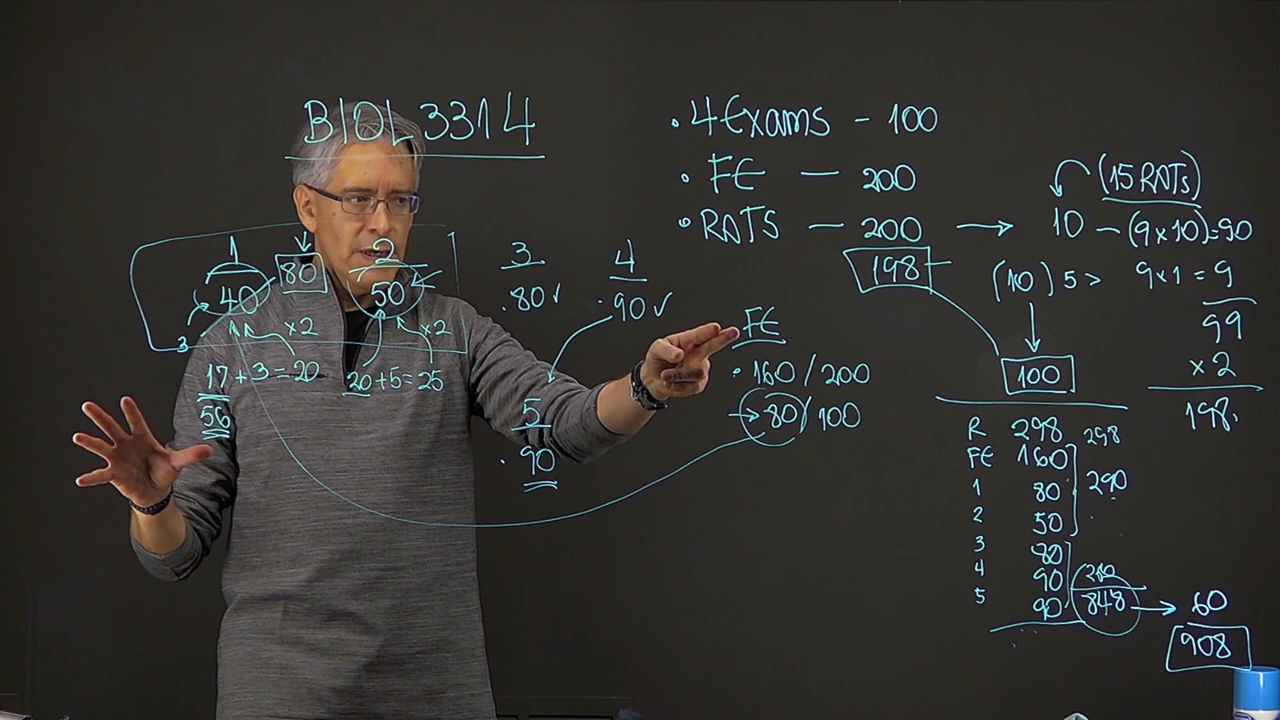 BIOL 3314
• 4 Exams - 100
• FE — 200
• RATS — 200 →
198
(15 RATs)
10 — (9x10)=90
(10) 5 > 9x1 = 9
99
x 2
198.
100
1
40
80
2
50
3
.80 ✓
4
.90 ✓
3
x2
x2
17 + 3 = 20
20 + 5 = 25
56
5
.90
FE
• 160 / 200
→ 80 / 100
R 298 298
FE 160
1 80 290
2 50
3 80
4 90
5 90 848 → 60
908